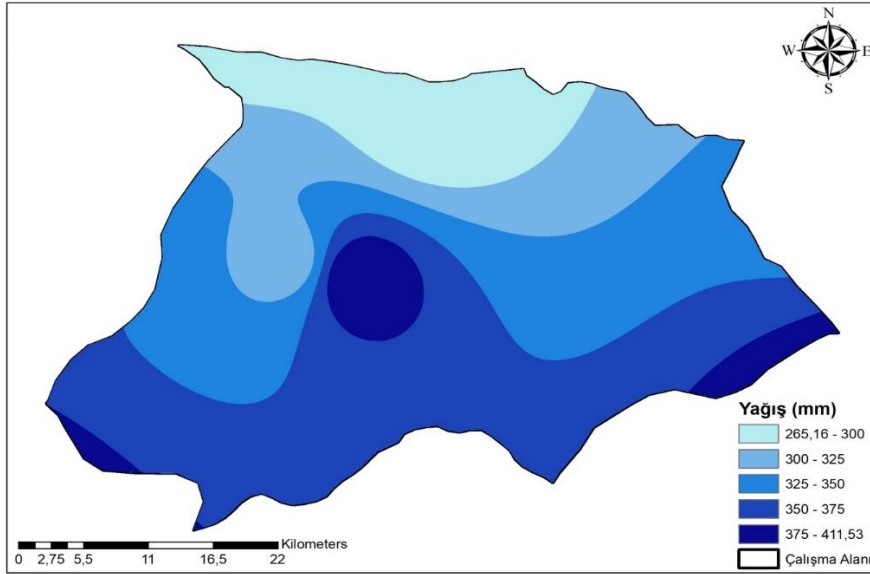 N
W E
S
Yağış (mm)
265,16 - 300
300 - 325
325 - 350
350 - 375
375 - 411,53
Çalışma Alanı
Kilometers
0 2,75 5,5 11 16,5 22